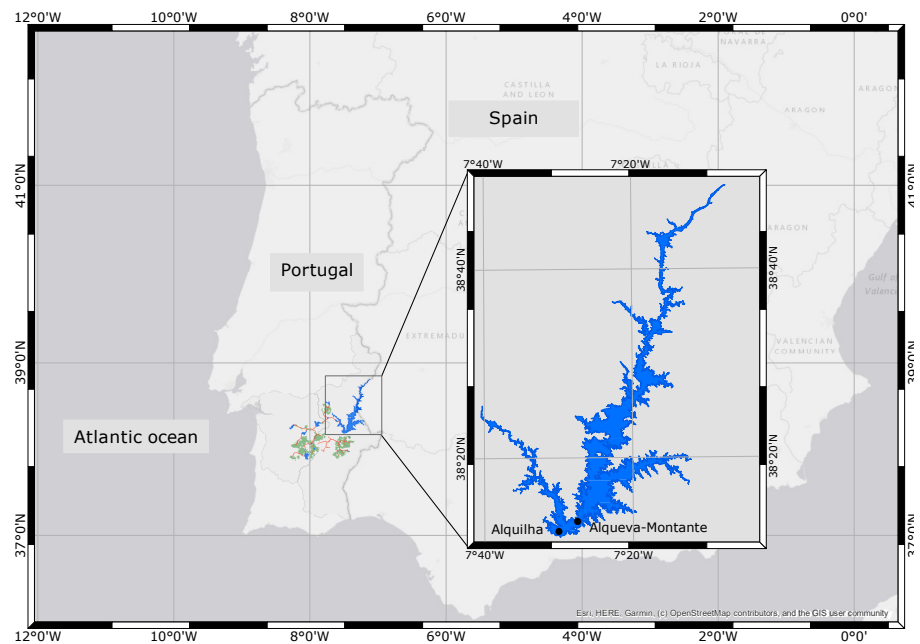 12°0'W 10°0'W 8°0'W 6°0'W 4°0'W 2°0'W 0°0'
NAVARRA
LA RIOJA
CASTILLA
AND LEON
ARAGON
ARAGON
Spain
7°40'W 7°20'W
41°0'N 41°0'N
ARAGON
Portugal
38°40'N 38°40'N
Gulf of
Valenci
EXTREMADU
VALENCIAN
COMMUNITY
39°0'N 39°0'N
Atlantic ocean
38°20'N 38°20'N
Alquilha Alqueva-Montante
37°0'N 37°0'N
7°40'W 7°20'W
Esri, HERE, Garmin, (c) OpenStreetMap contributors, and the GIS user community
12°0'W 10°0'W 8°0'W 6°0'W 4°0'W 2°0'W 0°0'